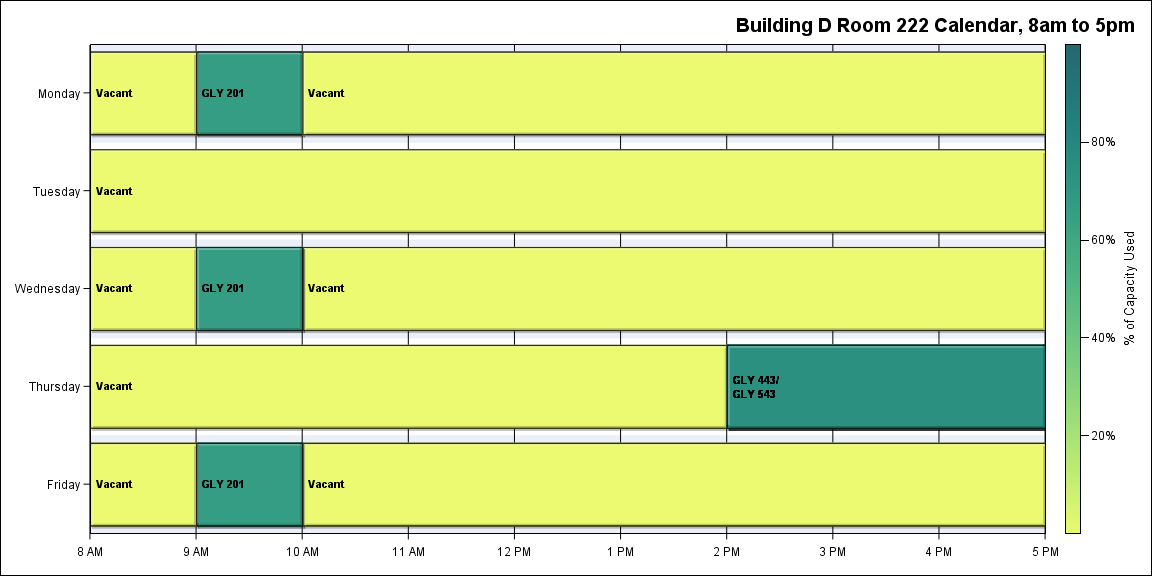 Building D Room 222 Calendar, 8am to 5pm
Monday
Vacant
GLY 201
Vacant
Tuesday
Vacant
Wednesday
Vacant
GLY 201
Vacant
Thursday
Vacant
GLY 443/
GLY 543
Friday
Vacant
GLY 201
Vacant
8 AM 9 AM 10 AM 11 AM 12 PM 1 PM 2 PM 3 PM 4 PM 5 PM
80%
60%
40%
20%
% of Capacity Used